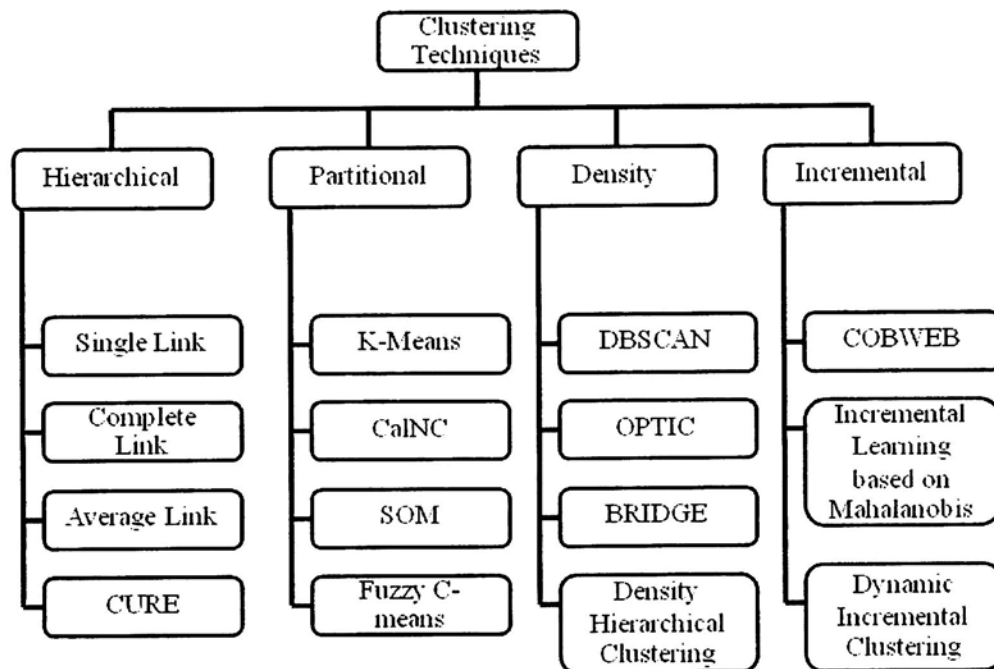 Clustering
Techniques
Hierarchical
Partitional
Density
Incremental
Single Link
Complete
Link
Average Link
CURE
K-Means
CalNC
SOM
Fuzzy C-
means
DBSCAN
OPTIC
BRIDGE
Density
Hierarchical
Clustering
COBWEB
Incremental
Learning
based on
Mahalanobis
Dynamic
Incremental
Clustering